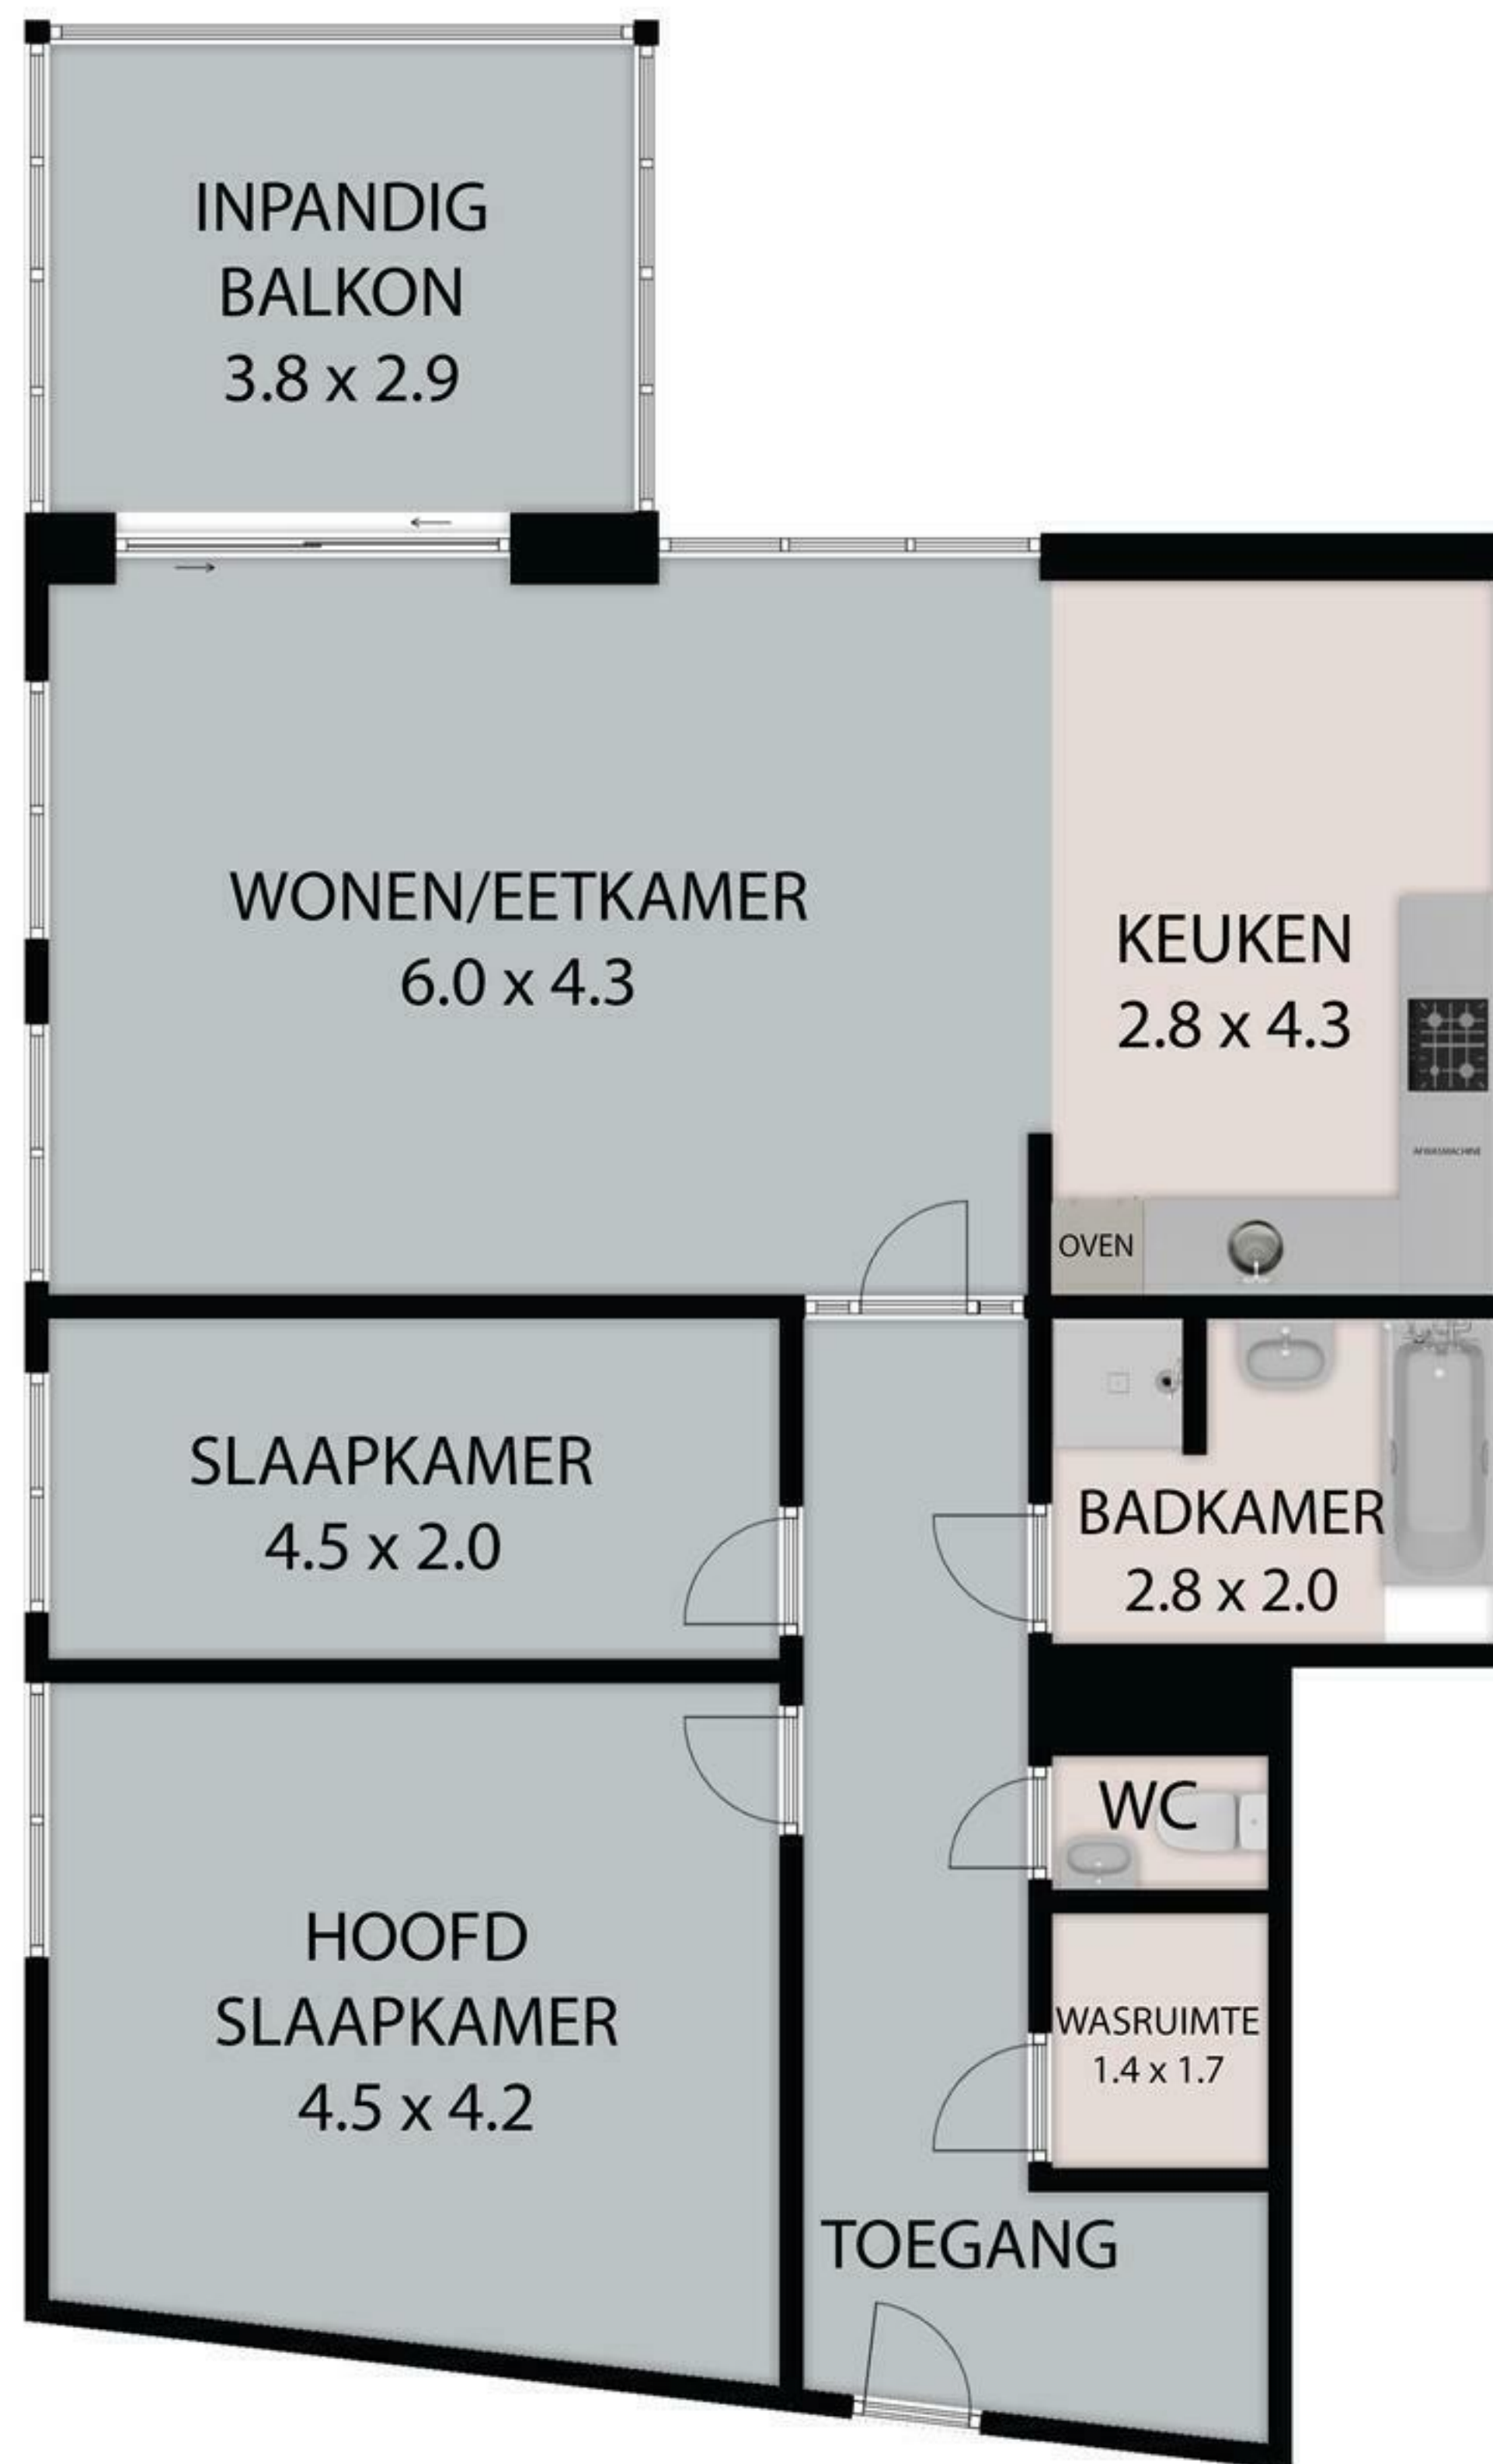 INPANDIG
BALKON
3.8 x 2.9
WONEN/EETKAMER
6.0 x 4.3
KEUKEN
2.8 x 4.3
AFWASMACHINE
OVEN
SLAAPKAMER
4.5 x 2.0
BADKAMER
2.8 x 2.0
WC
HOOFD
SLAAPKAMER
4.5 x 4.2
WASRUIMTE
1.4 x 1.7
TOEGANG